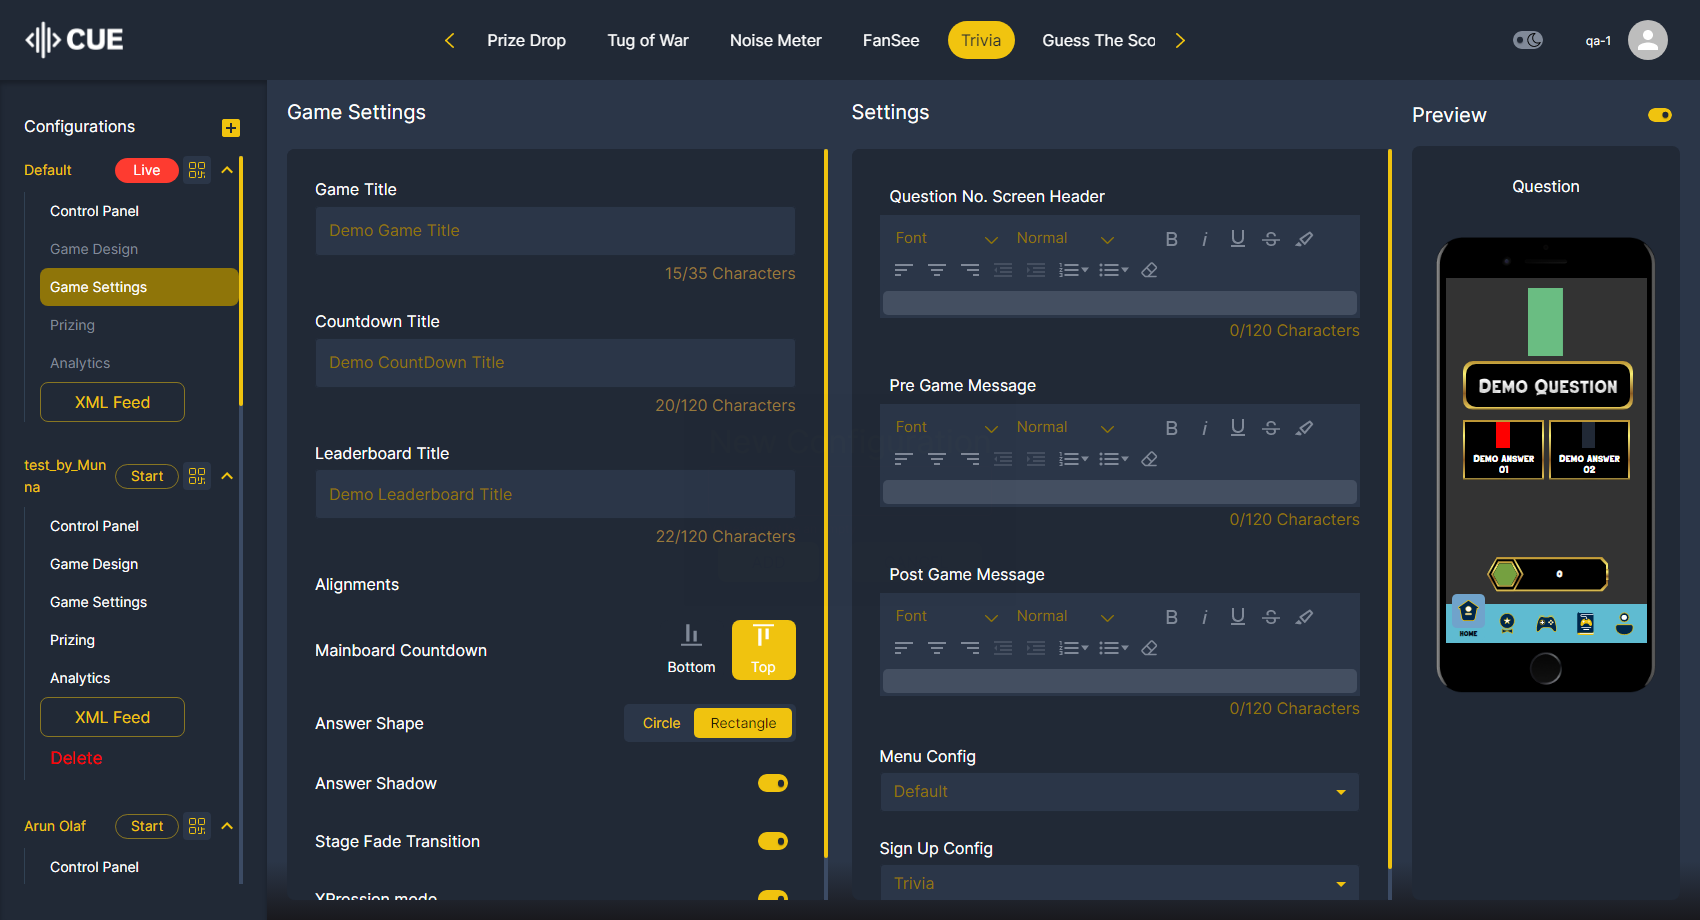 CUE
Prize Drop
Tug of War
Noise Meter
FanSee
Trivia
Guess The Sco
qa-1
Configurations
Default
Live
Control Panel
Game Design
Game Settings
Prizing
Analytics
XML Feed
test_by_Mun
na
Start
Control Panel
Game Design
Game Settings
Prizing
Analytics
XML Feed
Delete
Arun Olaf
Start
Control Panel
Game Settings
Game Title
Demo Game Title
15/35 Characters
Countdown Title
Demo CountDown Title
20/120 Characters
Leaderboard Title
Demo Leaderboard Title
22/120 Characters
Alignments
Mainboard Countdown
Bottom
Top
Answer Shape
Circle
Rectangle
Answer Shadow
Stage Fade Transition
XPression mode
Settings
Question No. Screen Header
Font
Normal
B i U S
0/120 Characters
Pre Game Message
Font
Normal
B i U S
0/120 Characters
Post Game Message
Font
Normal
B i U S
0/120 Characters
Menu Config
Default
Sign Up Config
Trivia
Preview
Question
DEMO QUESTION
DEMO ANSWER
01
DEMO ANSWER
02
0
HOME